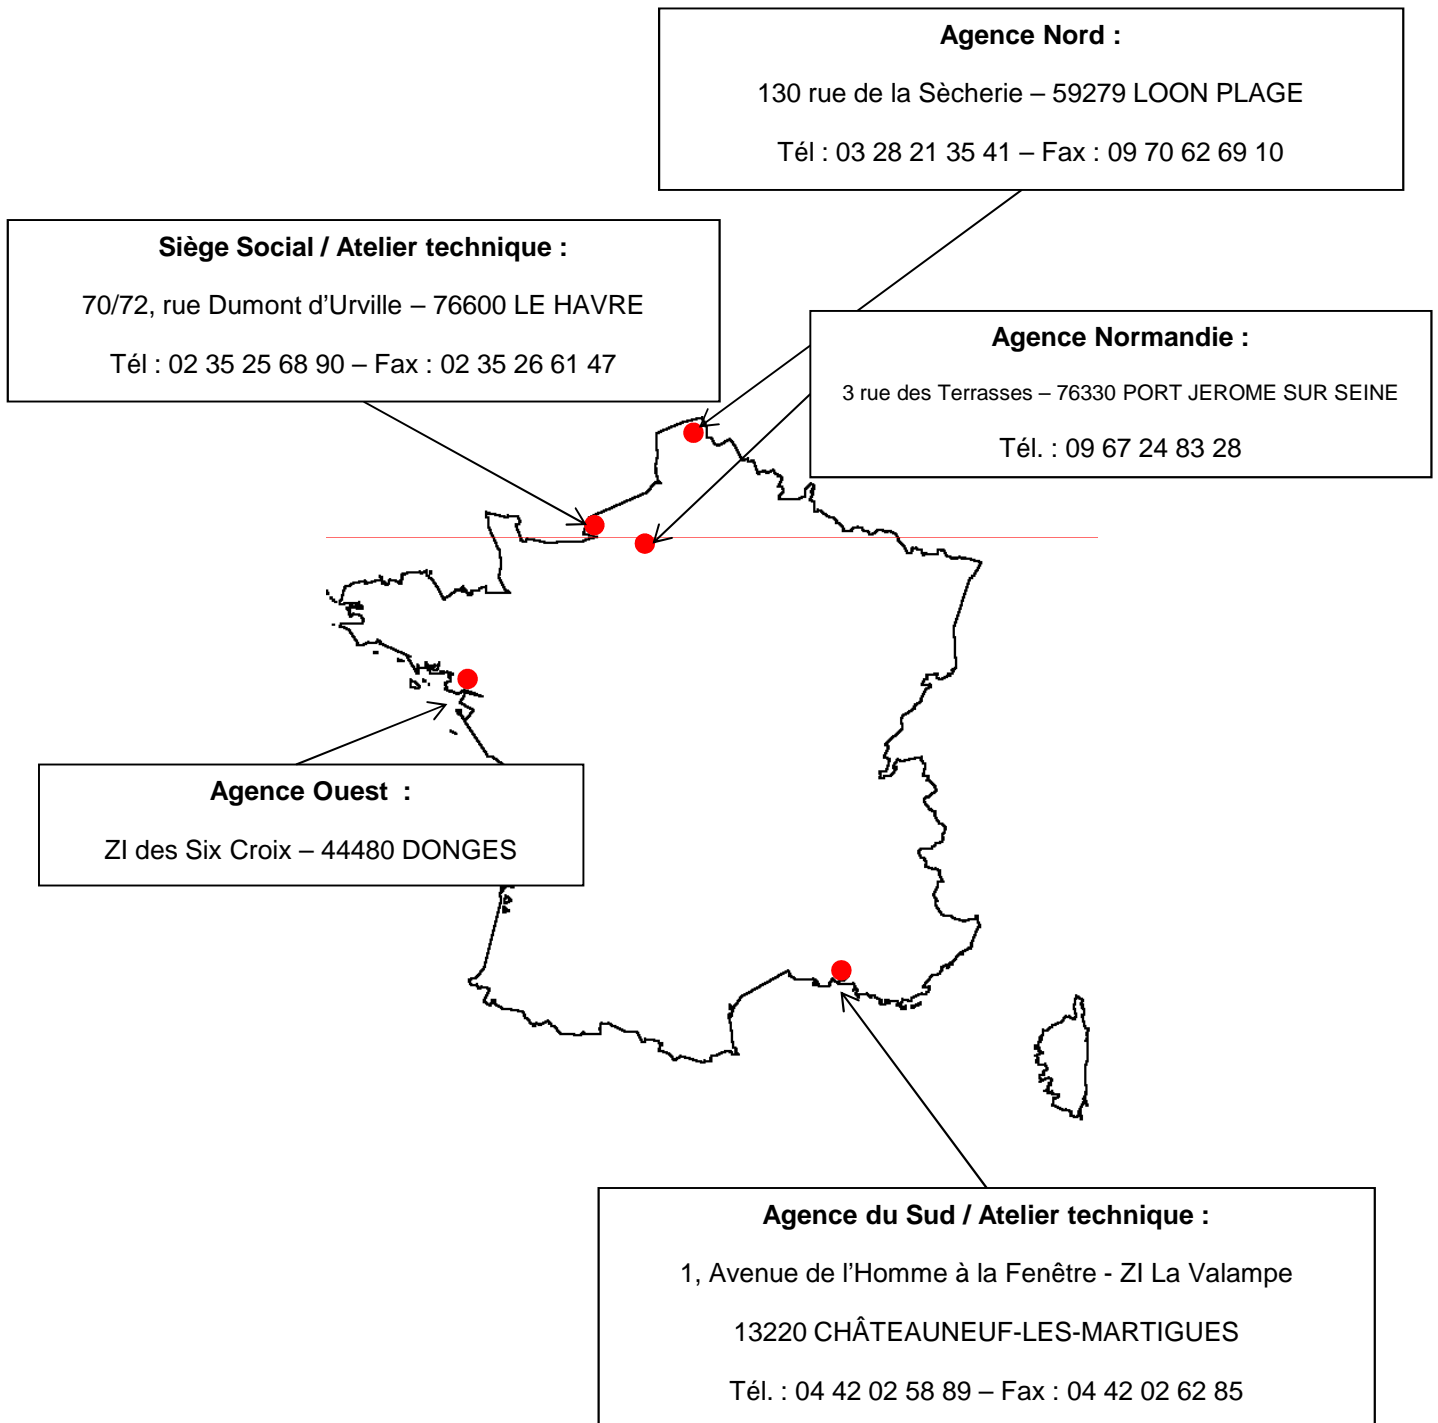 Agence Nord :
130 rue de la Sècherie – 59279 LOON PLAGE
Tél : 03 28 21 35 41 – Fax : 09 70 62 69 10
Siège Social / Atelier technique :
70/72, rue Dumont d’Urville – 76600 LE HAVRE
Tél : 02 35 25 68 90 – Fax : 02 35 26 61 47
Agence Normandie :
3 rue des Terrasses – 76330 PORT JEROME SUR SEINE
Tél. : 09 67 24 83 28
Agence Ouest :
ZI des Six Croix – 44480 DONGES
Agence du Sud / Atelier technique :
1, Avenue de l’Homme à la Fenêtre - ZI La Valampe
13220 CHÂTEAUNEUF-LES-MARTIGUES
Tél. : 04 42 02 58 89 – Fax : 04 42 02 62 85